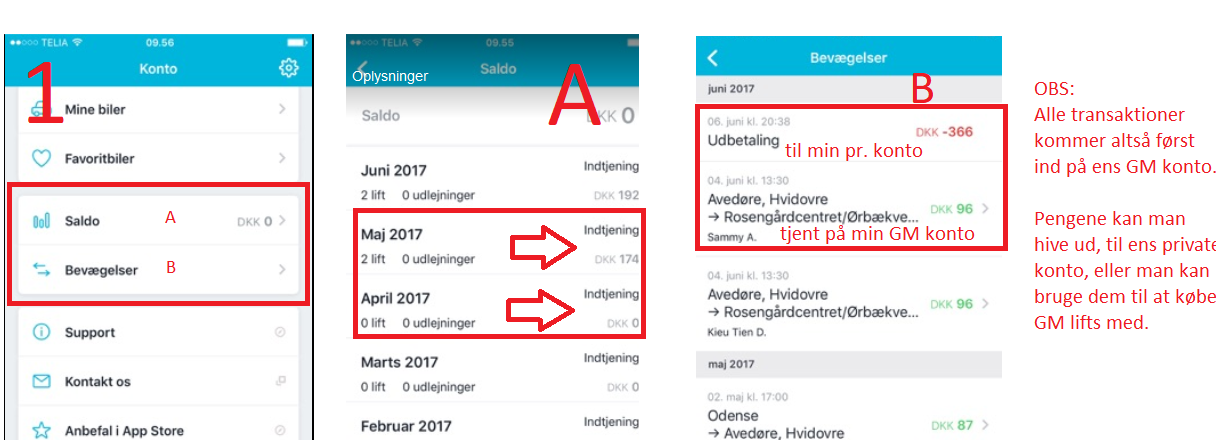 ●●○○○ TELIA 09.56
Konto
1
Mine biler
Favoritbiler
Saldo A DKK 0
Bevægelser B
Support
Kontakt os
Anbefal i App Store
●●○○○ TELIA 09.55
Oplysninger Saldo
A
Saldo DKK 0
Juni 2017 Indtjening
2 lift 0 udlejninger DKK 192
Maj 2017 Indtjening
2 lift 0 udlejninger DKK 174
April 2017 Indtjening
0 lift 0 udlejninger DKK 0
Marts 2017 Indtjening
0 lift 0 udlejninger DKK 0
Februar 2017 Indtjening
Bevægelser
juni 2017 B
06. juni kl. 20:38
Udbetaling DKK -366
til min pr. konto
04. juni kl. 13:30
Avedøre, Hvidovre
→ Rosengårdcentret/Ørbækve... DKK 96
Sammy A. tjent på min GM konto
04. juni kl. 13:30
Avedøre, Hvidovre
→ Rosengårdcentret/Ørbækve... DKK 96
Kieu Tien D.
maj 2017
02. maj kl. 17:00
Odense
→ Avedøre, Hvidovre DKK 87
OBS:
Alle transaktioner
kommer altså først
ind på ens GM konto.
Pengene kan man
hive ud, til ens private
konto, eller man kan
bruge dem til at købe
GM lifts med.